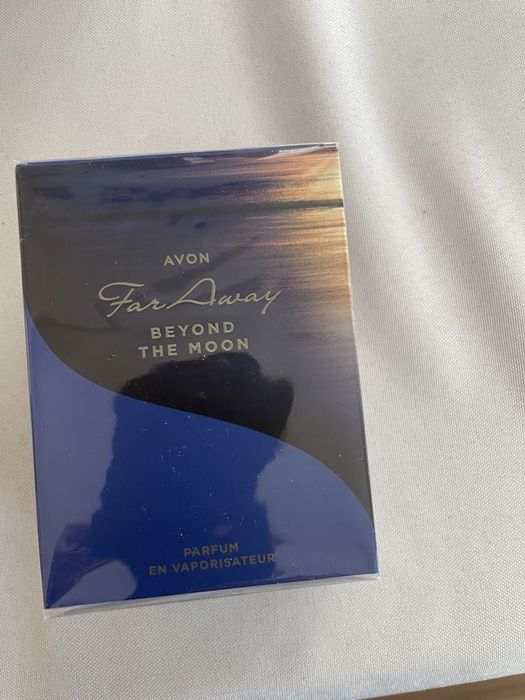 AVON
Far Away
BEYOND
THE MOON
PARFUM
EN VAPORISATEUR